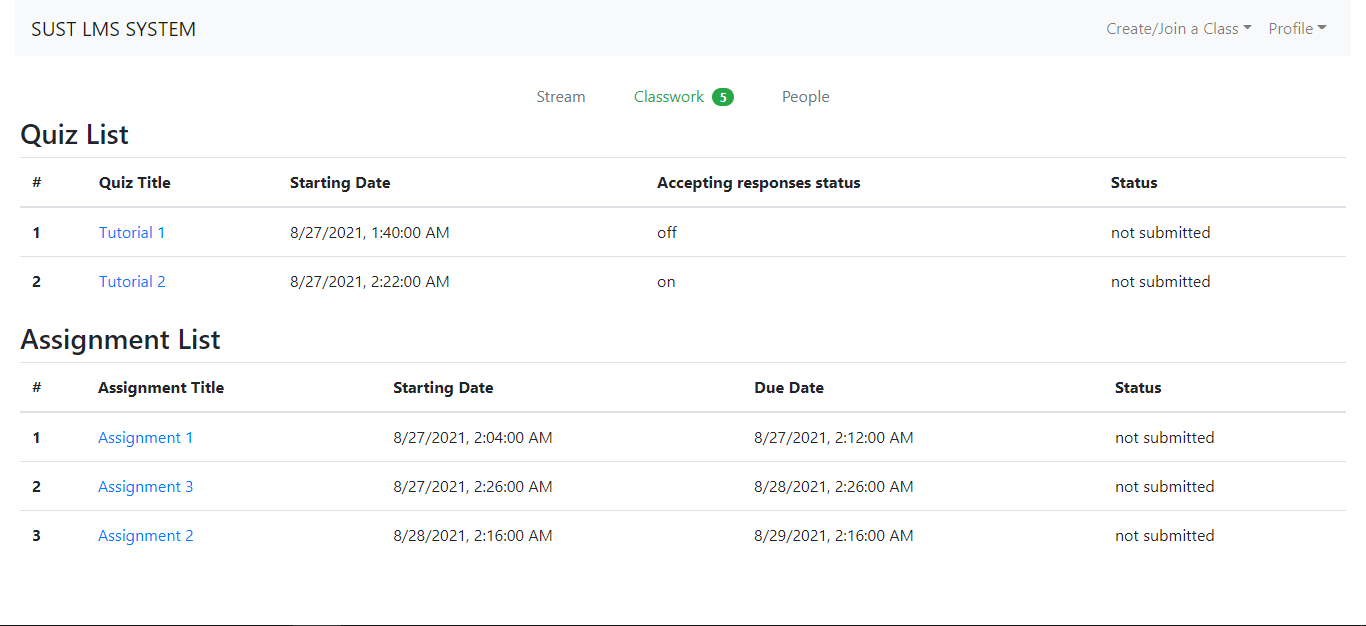 SUST LMS SYSTEM Create/Join a Class Profile
Stream Classwork 5 People
Quiz List
# Quiz Title Starting Date Accepting responses status Status
1 Tutorial 1 8/27/2021, 1:40:00 AM off not submitted
2 Tutorial 2 8/27/2021, 2:22:00 AM on not submitted
Assignment List
# Assignment Title Starting Date Due Date Status
1 Assignment 1 8/27/2021, 2:04:00 AM 8/27/2021, 2:12:00 AM not submitted
2 Assignment 3 8/27/2021, 2:26:00 AM 8/28/2021, 2:26:00 AM not submitted
3 Assignment 2 8/28/2021, 2:16:00 AM 8/29/2021, 2:16:00 AM not submitted